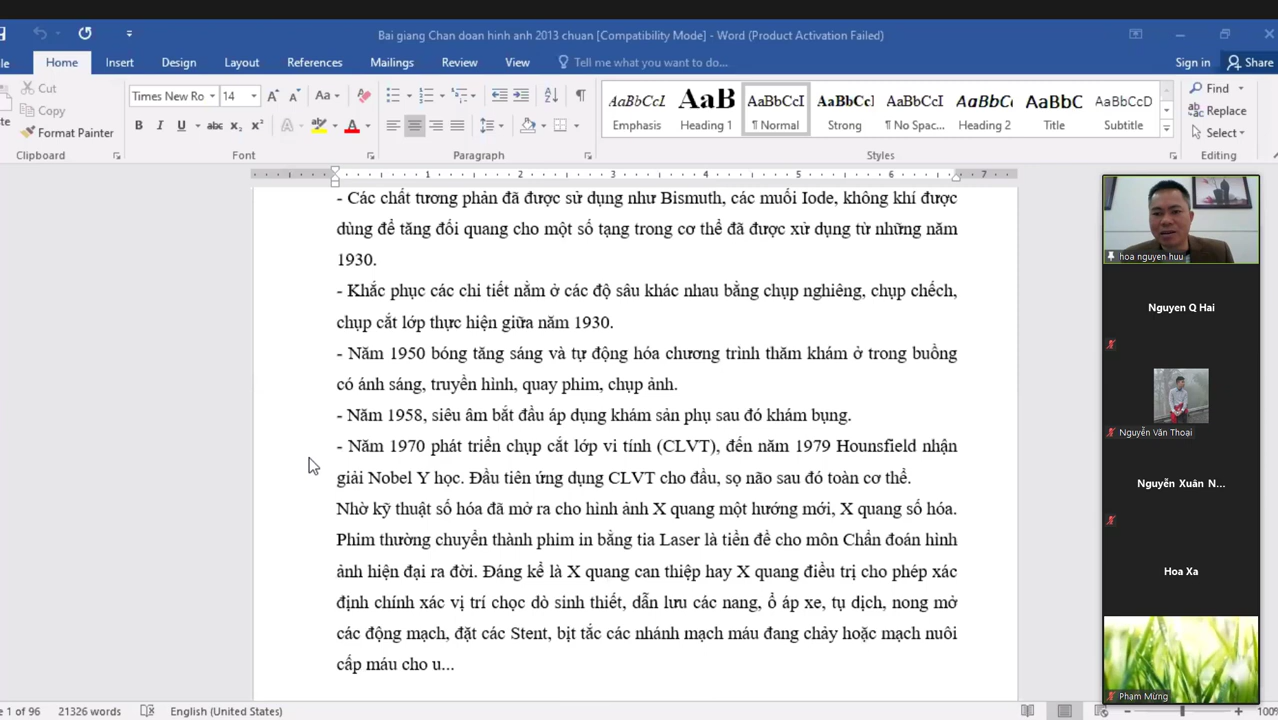 Bai giang Chan doan hinh anh 2013 chuan [Compatibility Mode] - Word (Product Activation Failed)
Home Insert Design Layout References Mailings Review View Tell me what you want to do... Sign in Share
Cut
Copy
Format Painter
Clipboard
Times New Ro 14
Font
Paragraph
AaBbCcI AaB AaBbCcI AaBbCcI AaBbCcI AaBbCc AaBbCc AaBbCcD
Emphasis Heading 1 ¶ Normal Strong ¶ No Spac... Heading 2 Title Subtitle
Styles
Find
Replace
Select
Editing
1 2 3 4 5 6 7
- Các chất tương phản đã được sử dụng như Bismuth, các muối Iode, không khí được
dùng để tăng đối quang cho một số tạng trong cơ thể đã được xử dụng từ những năm
1930.
- Khắc phục các chi tiết nằm ở các độ sâu khác nhau bằng chụp nghiêng, chụp chếch,
chụp cắt lớp thực hiện giữa năm 1930.
- Năm 1950 bóng tăng sáng và tự động hóa chương trình thăm khám ở trong buồng
có ánh sáng, truyền hình, quay phim, chụp ảnh.
- Năm 1958, siêu âm bắt đầu áp dụng khám sản phụ sau đó khám bụng.
- Năm 1970 phát triển chụp cắt lớp vi tính (CLVT), đến năm 1979 Hounsfield nhận
giải Nobel Y học. Đầu tiên ứng dụng CLVT cho đầu, sọ não sau đó toàn cơ thể.
Nhờ kỹ thuật số hóa đã mở ra cho hình ảnh X quang một hướng mới, X quang số hóa.
Phim thường chuyển thành phim in bằng tia Laser là tiền đề cho môn Chẩn đoán hình
ảnh hiện đại ra đời. Đáng kể là X quang can thiệp hay X quang điều trị cho phép xác
định chính xác vị trí chọc dò sinh thiết, dẫn lưu các nang, ổ áp xe, tụ dịch, nong mở
các động mạch, đặt các Stent, bịt tắc các nhánh mạch máu đang chảy hoặc mạch nuôi
cấp máu cho u...
hoa nguyen huu
Nguyen Q Hai
Nguyễn Văn Thoại
Nguyễn Xuân N...
Hoa Xa
Phạm Mừng
1 of 96 21326 words English (United States) 100%